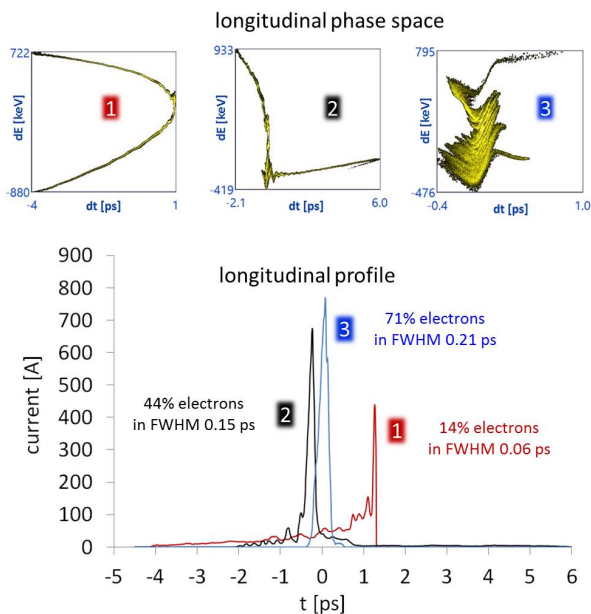 longitudinal phase space
722
dE [keV]
-880
-4
dt [ps]
1
1
933
dE [keV]
-419
-2.1
dt [ps]
6.0
2
795
dE [keV]
-476
-0.4
dt [ps]
1.0
3
longitudinal profile
900
800
700
600
500
400
300
200
100
0
current [A]
3
71% electrons
in FWHM 0.21 ps
44% electrons
in FWHM 0.15 ps
2
1
14% electrons
in FWHM 0.06 ps
-5 -4 -3 -2 -1 0 1 2 3 4 5 6
t [ps]